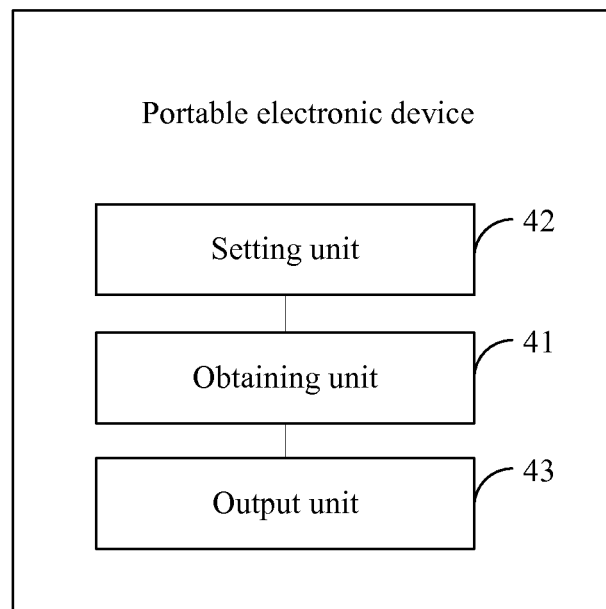 Portable electronic device
Setting unit
42
Obtaining unit
41
Output unit
43